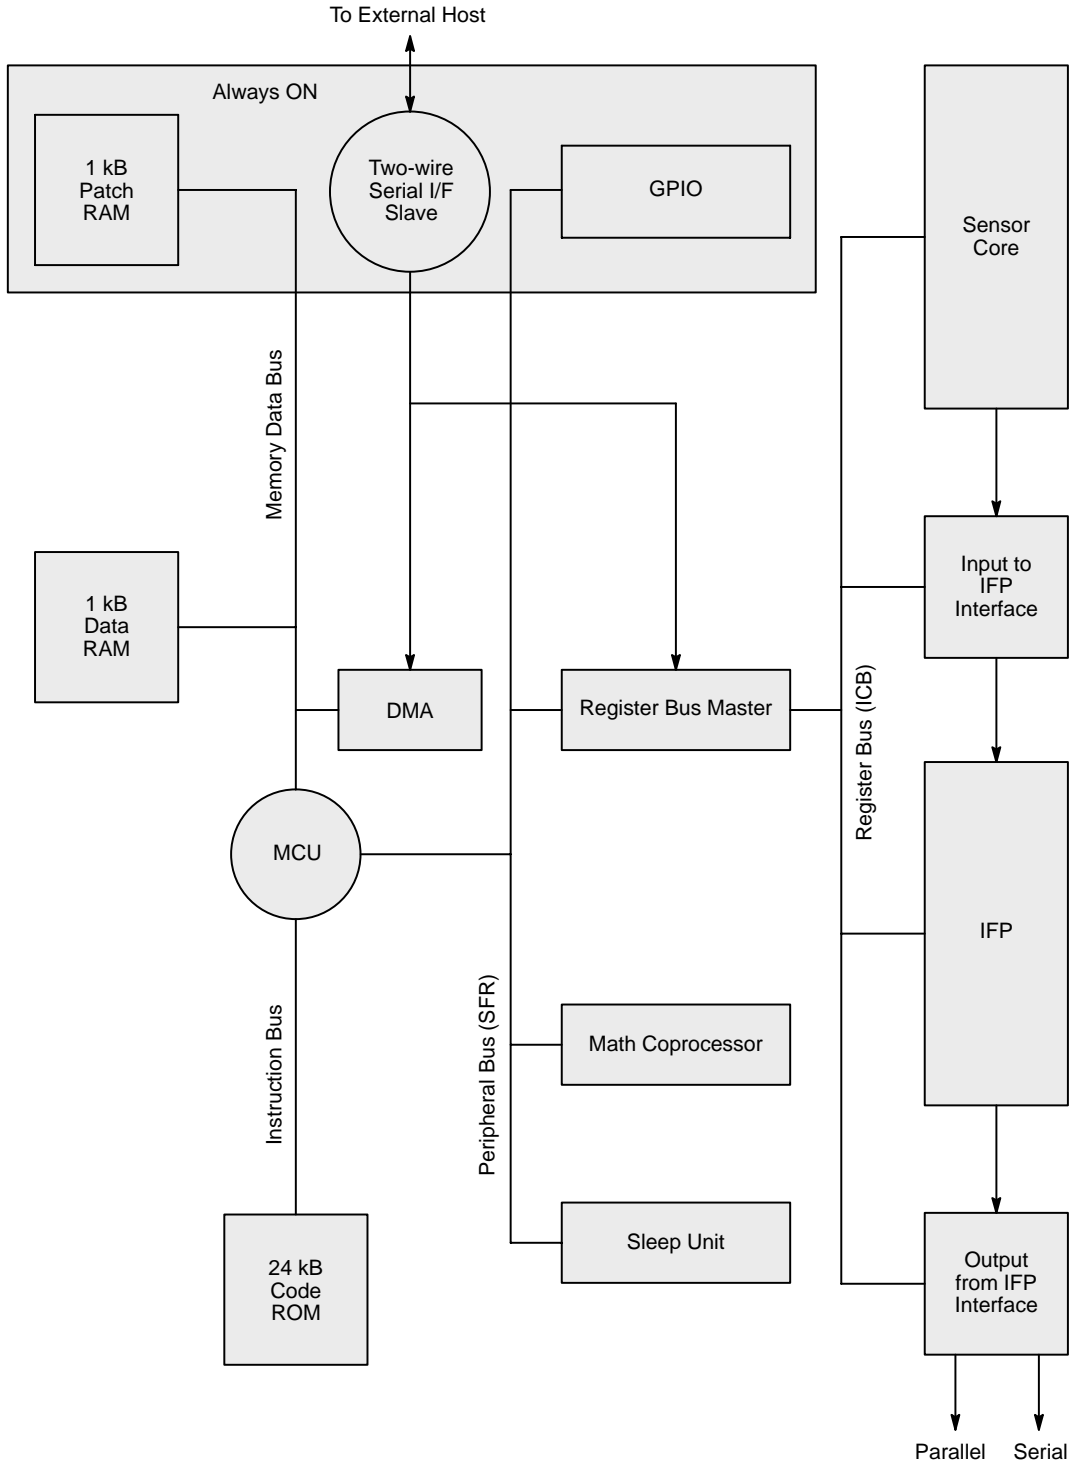 To External Host
Always ON
1 kB
Patch
RAM
Two-wire
Serial I/F
Slave
GPIO
Sensor
Core
Memory Data Bus
Input to
IFP
Interface
1 kB
Data
RAM
DMA
Register Bus Master
Register Bus (ICB)
MCU
IFP
Instruction Bus
Peripheral Bus (SFR)
Math Coprocessor
Sleep Unit
24 kB
Code
ROM
Output
from IFP
Interface
Parallel
Serial